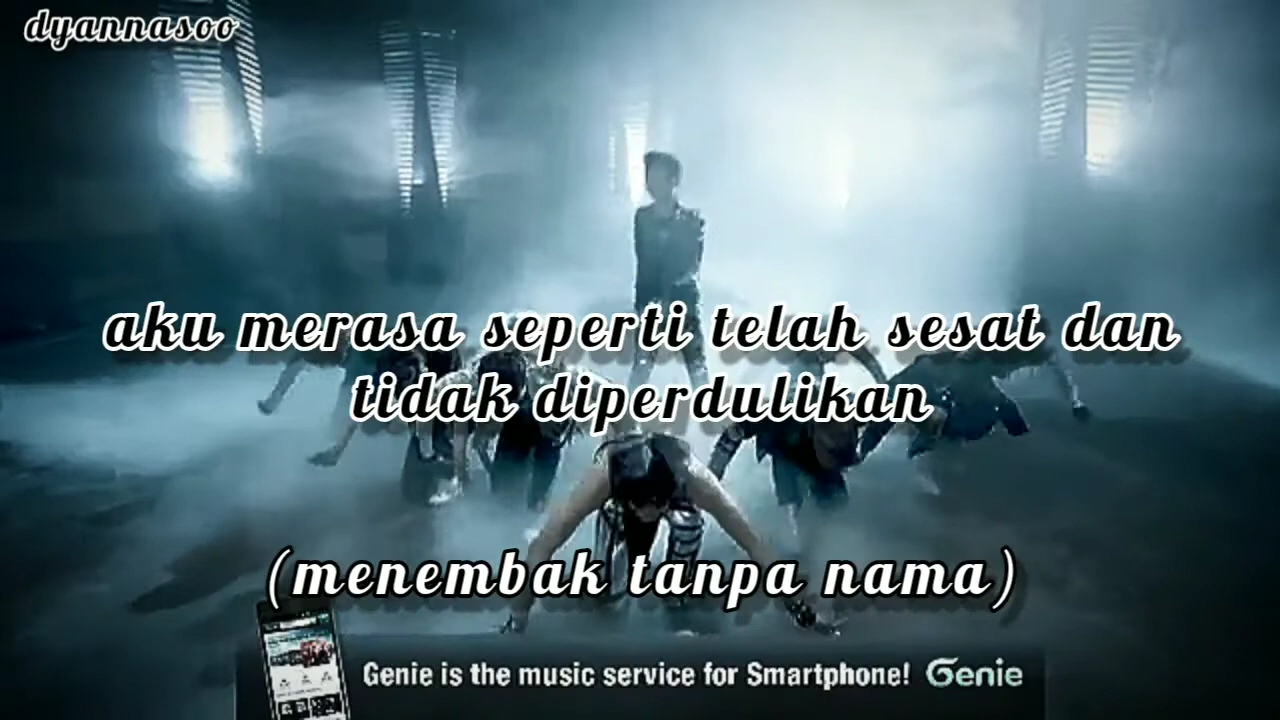 dyannasoo
aku merasa seperti telah sesat dan
tidak diperdulikan
(menembak tanpa nama)
Genie is the music service for Smartphone! Genie